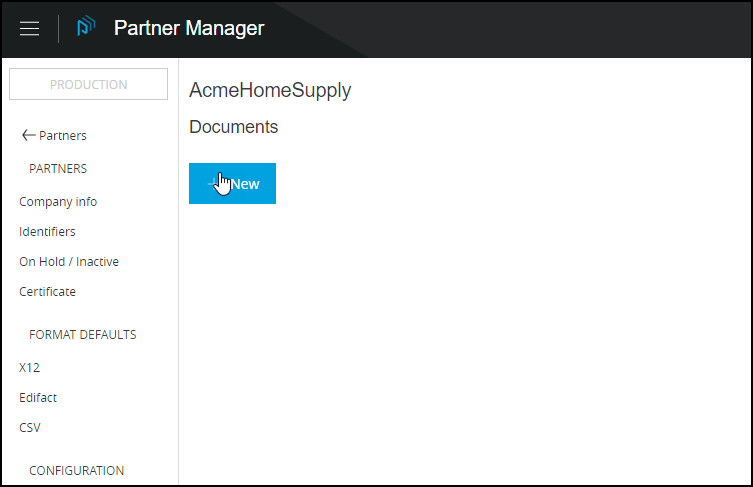 Partner Manager
PRODUCTION
Partners
PARTNERS
Company info
Identifiers
On Hold / Inactive
Certificate
FORMAT DEFAULTS
X12
Edifact
CSV
CONFIGURATION
AcmeHomeSupply
Documents
New